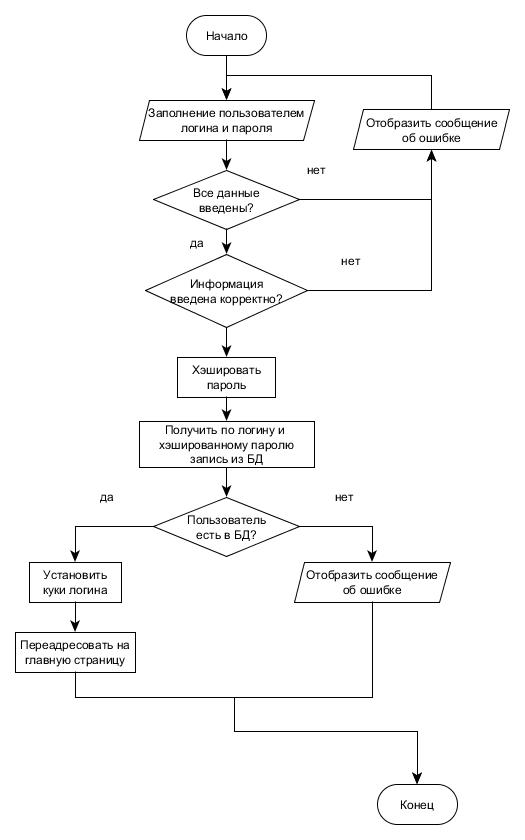 Начало
Заполнение пользователем
логина и пароля
Отобразить сообщение
об ошибке
нет
Все данные
введены?
да
нет
Информация
введена корректно?
Хэшировать
пароль
Получить по логину и
хэшированному паролю
запись из БД
да
нет
Пользователь
есть в БД?
Установить
куки логина
Отобразить сообщение
об ошибке
Переадресовать на
главную страницу
Конец